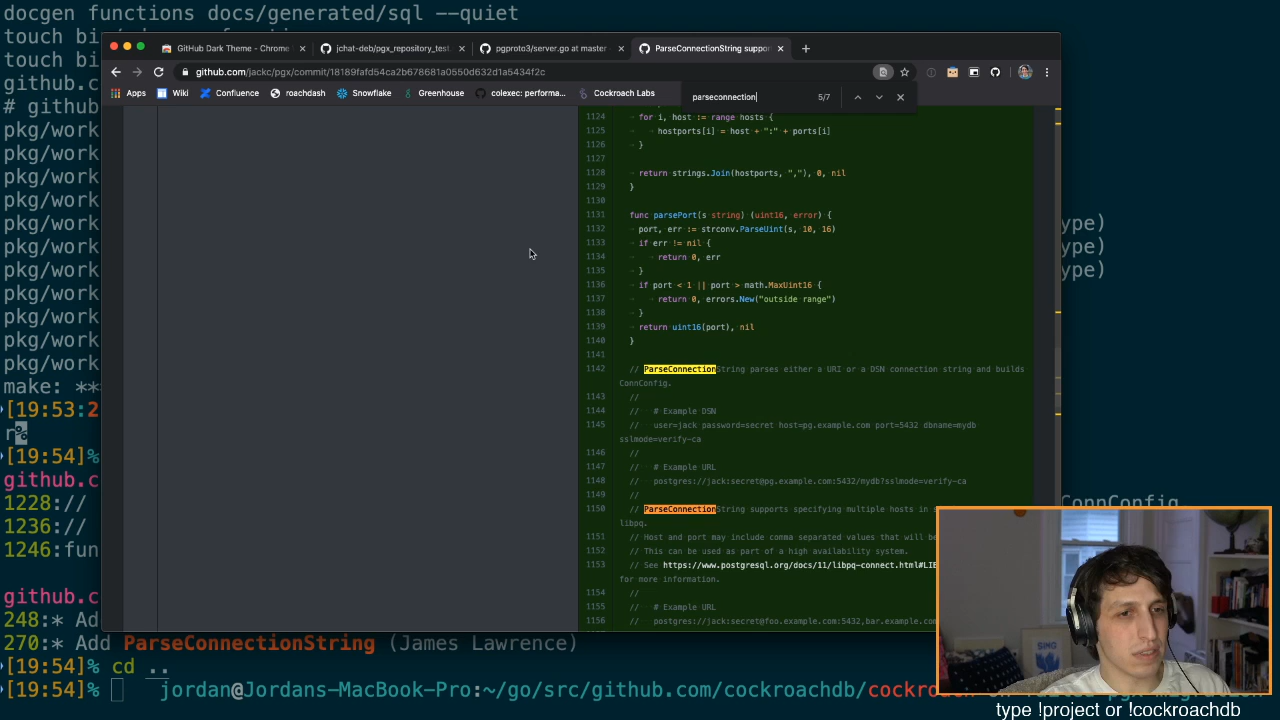 docgen functions docs/generated/sql --quiet
touch bi
touch bi
github.c
# github
pkg/work
pkg/work
pkg/work
pkg/work
pkg/work
pkg/work
pkg/work
pkg/work
pkg/work
pkg/work
pkg/work
make: ***
[19:53:2
r%
[19:54]%
github.c
1228://
1236://
1246:fun
github.c
248:* Ad
270:* Add ParseConnectionString (James Lawrence)
[19:54]% cd ..
[19:54]% jordan@Jordans-MacBook-Pro:~/go/src/github.com/cockroachdb/cockroach
ype)
ype)
ype)
ConnConfig
GitHub Dark Theme - Chrome
jchat-deb/pgx_repository_test.
pgproto3/server.go at master
ParseConnectionString suppor
github.com/jackc/pgx/commit/18189fafd54ca2b678681a0550d632d1a5434f2c
Apps Wiki Confluence roachdash Snowflake Greenhouse colexec: performa... Cockroach Labs
parseconnection 5/7
1124 for i, host := range hosts {
1125 hostports[i] = host + ":" + ports[i]
1126 }
1127
1128 return strings.Join(hostports, ","), 0, nil
1129 }
1130
1131 func parsePort(s string) (uint16, error) {
1132 port, err := strconv.ParseUint(s, 10, 16)
1133 if err != nil {
1134 return 0, err
1135 }
1136 if port < 1 || port > math.MaxUint16 {
1137 return 0, errors.New("outside range")
1138 }
1139 return uint16(port), nil
1140 }
1141
1142 // ParseConnectionString parses either a URI or a DSN connection string and builds
ConnConfig.
1143 //
1144 // # Example DSN
1145 // user=jack password=secret host=pg.example.com port=5432 dbname=mydb
sslmode=verify-ca
1146 //
1147 // # Example URL
1148 // postgres://jack:secret@pg.example.com:5432/mydb?sslmode=verify-ca
1149 //
1150 // ParseConnectionString supports specifying multiple hosts in s
libpq.
1151 // Host and port may include comma separated values that will be
1152 // This can be used as part of a high availability system.
1153 // See https://www.postgresql.org/docs/11/libpq-connect.html#LIB
for more information.
1154 //
1155 // # Example URL
1156 // postgres://jack:secret@foo.example.com:5432,bar.example.com
SING
type !project or !cockroachdb